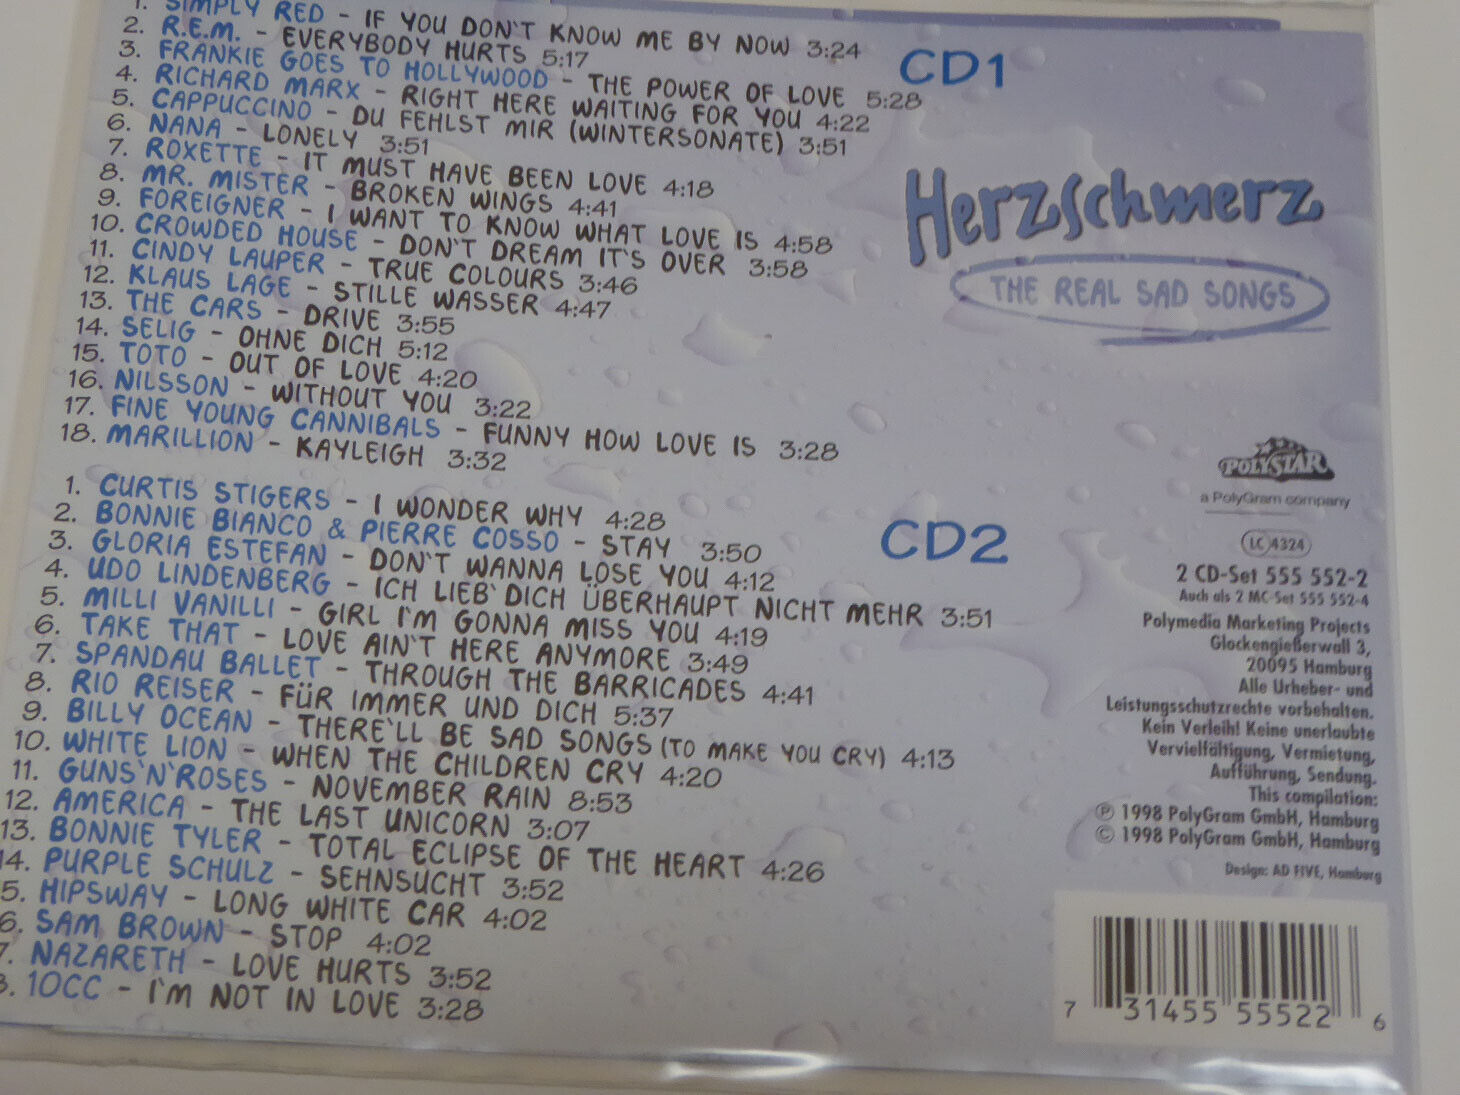 1. SIMPLY RED - IF YOU DON'T KNOW ME BY NOW 3:24
2. R.E.M. - EVERYBODY HURTS 5:17
3. FRANKIE GOES TO HOLLYWOOD - THE POWER OF LOVE 5:28
4. RICHARD MARX - RIGHT HERE WAITING FOR YOU 4:22
5. CAPPUCCINO - DU FEHLST MIR (WINTERSONATE) 3:51
6. NANA - LONELY 3:51
7. ROXETTE - IT MUST HAVE BEEN LOVE 4:18
8. MR. MISTER - BROKEN WINGS 4:41
9. FOREIGNER - I WANT TO KNOW WHAT LOVE IS 4:58
10. CROWDED HOUSE - DON'T DREAM IT'S OVER 3:58
11. CINDY LAUPER - TRUE COLOURS 3:46
12. KLAUS LAGE - STILLE WASSER 4:47
13. THE CARS - DRIVE 3:55
14. SELIG - OHNE DICH 5:12
15. TOTO - OUT OF LOVE 4:20
16. NILSSON - WITHOUT YOU 3:22
17. FINE YOUNG CANNIBALS - FUNNY HOW LOVE IS 3:28
18. MARILLION - KAYLEIGH 3:32
CD1
Herzschmerz
THE REAL SAD SONGS
1. CURTIS STIGERS - I WONDER WHY 4:28
2. BONNIE BIANCO & PIERRE COSSO - STAY 3:50
3. GLORIA ESTEFAN - DON'T WANNA LOSE YOU 4:12
4. UDO LINDENBERG - ICH LIEB' DICH ÜBERHAUPT NICHT MEHR 3:51
5. MILLI VANILLI - GIRL I'M GONNA MISS YOU 4:19
6. TAKE THAT - LOVE AIN'T HERE ANYMORE 3:49
7. SPANDAU BALLET - THROUGH THE BARRICADES 4:41
8. RIO REISER - FÜR IMMER UND DICH 5:37
9. BILLY OCEAN - THERE'LL BE SAD SONGS (TO MAKE YOU CRY) 4:13
10. WHITE LION - WHEN THE CHILDREN CRY 4:20
11. GUNS'N'ROSES - NOVEMBER RAIN 8:53
12. AMERICA - THE LAST UNICORN 3:07
13. BONNIE TYLER - TOTAL ECLIPSE OF THE HEART 4:26
14. PURPLE SCHULZ - SEHNSUCHT 3:52
5. HIPSWAY - LONG WHITE CAR 4:02
6. SAM BROWN - STOP 4:02
7. NAZARETH - LOVE HURTS 3:52
8. 10CC - I'M NOT IN LOVE 3:28
CD2
POLYSTAR
a PolyGram company
LC 4324
2 CD-Set 555 552-2
Auch als 2 MC-Set 555 552-4
Polymedia Marketing Projects
Glockengießerwall 3,
20095 Hamburg
Alle Urheber- und
Leistungsschutzrechte vorbehalten.
Kein Verleih! Keine unerlaubte
Vervielfältigung, Vermietung,
Aufführung, Sendung.
This compilation:
℗ 1998 PolyGram GmbH, Hamburg
© 1998 PolyGram GmbH, Hamburg
Design: AD FIVE, Hamburg
7 31455 55522 6